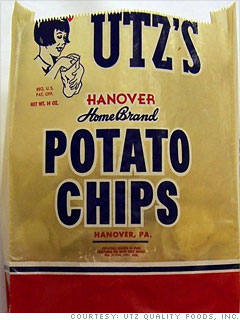 UTZ'S
REG. U.S.
PAT. OFF.
NET WT. 14 OZ.
HANOVER
Home Brand
POTATO
CHIPS
HANOVER, PA.
COURTESY: UTZ QUALITY FOODS, INC.